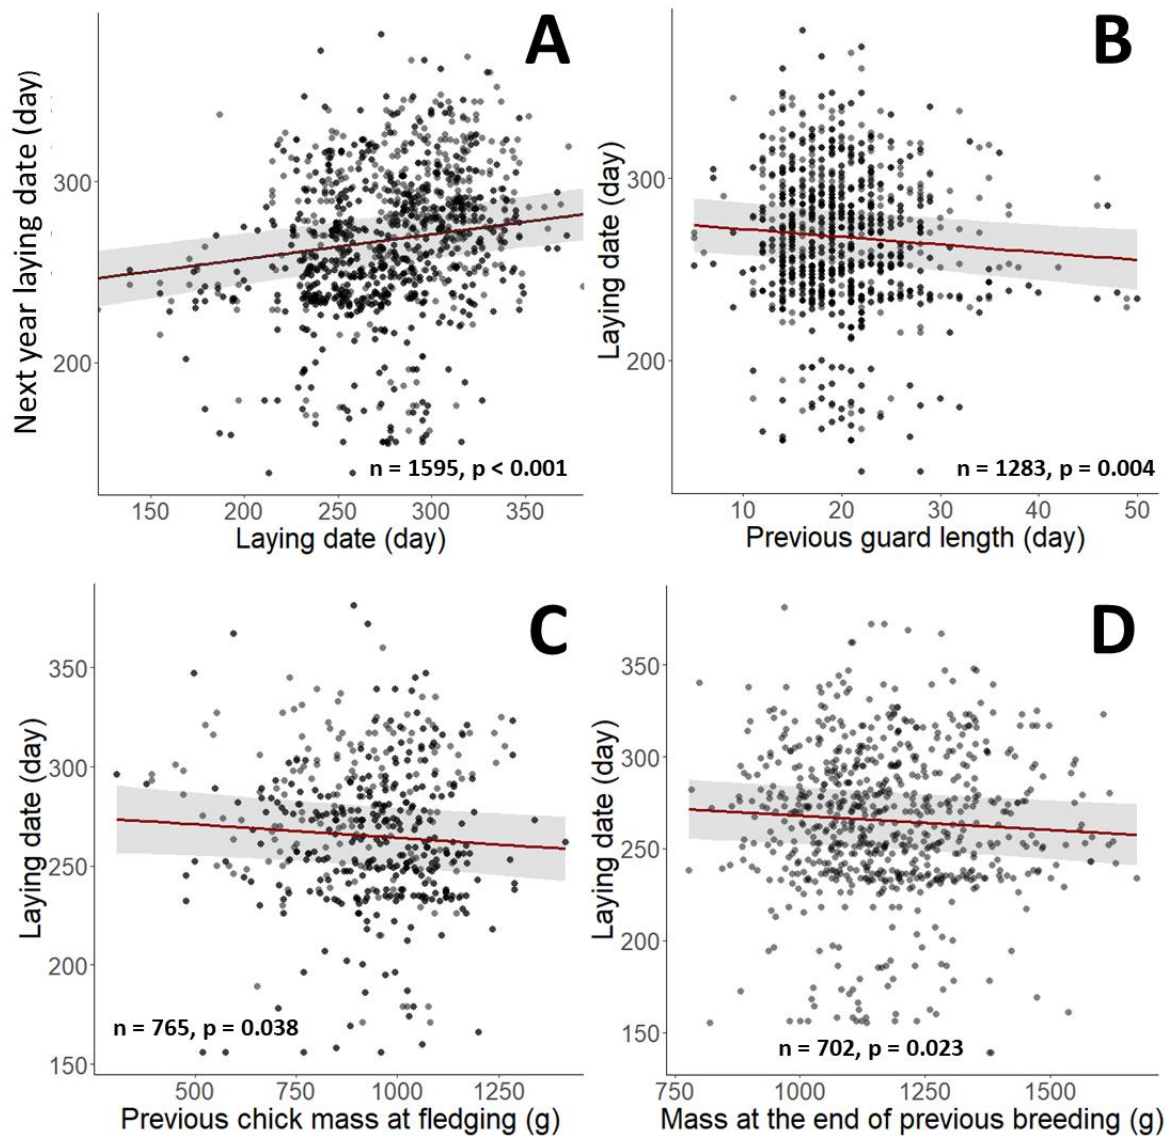 A
Next year laying date (day)
300
200
n = 1595, p < 0.001
150 200 250 300 350
Laying date (day)
B
Laying date (day)
300
200
n = 1283, p = 0.004
10 20 30 40 50
Previous guard length (day)
C
Laying date (day)
350
300
250
200
150
n = 765, p = 0.038
500 750 1000 1250
Previous chick mass at fledging (g)
D
Laying date (day)
350
300
250
200
150
n = 702, p = 0.023
750 1000 1250 1500
Mass at the end of previous breeding (g)